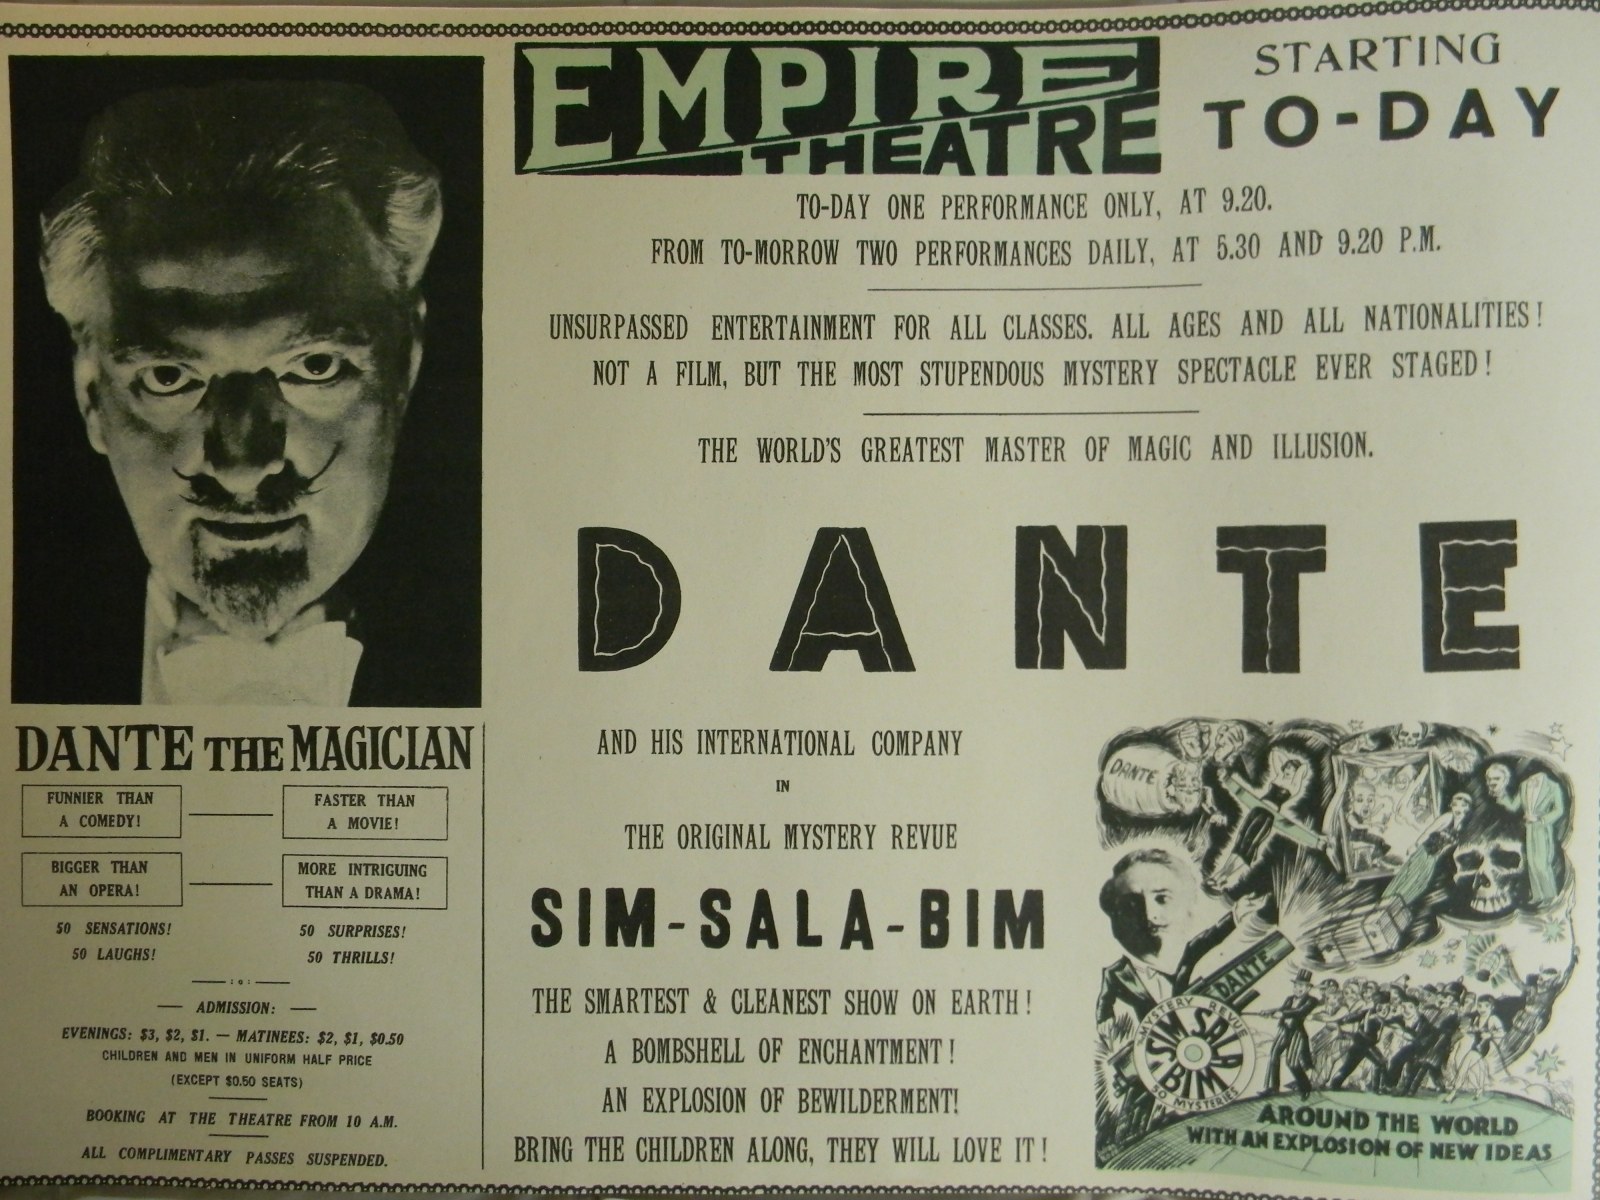 EMPIRE
THEATRE
STARTING
TO-DAY
TO-DAY ONE PERFORMANCE ONLY, AT 9.20.
FROM TO-MORROW TWO PERFORMANCES DAILY, AT 5.30 AND 9.20 P.M.
UNSURPASSED ENTERTAINMENT FOR ALL CLASSES. ALL AGES AND ALL NATIONALITIES!
NOT A FILM, BUT THE MOST STUPENDOUS MYSTERY SPECTACLE EVER STAGED!
THE WORLD'S GREATEST MASTER OF MAGIC AND ILLUSION.
DANTE
AND HIS INTERNATIONAL COMPANY
IN
THE ORIGINAL MYSTERY REVUE
SIM-SALA-BIM
THE SMARTEST & CLEANEST SHOW ON EARTH!
A BOMBSHELL OF ENCHANTMENT!
AN EXPLOSION OF BEWILDERMENT!
BRING THE CHILDREN ALONG, THEY WILL LOVE IT!
DANTE THE MAGICIAN
FUNNIER THAN
A COMEDY!
FASTER THAN
A MOVIE!
BIGGER THAN
AN OPERA!
MORE INTRIGUING
THAN A DRAMA!
50 SENSATIONS!
50 SURPRISES!
50 LAUGHS!
50 THRILLS!
— ADMISSION: —
EVENINGS: $3, $2, $1. — MATINEES: $2, $1, $0.50
CHILDREN AND MEN IN UNIFORM HALF PRICE
(EXCEPT $0.50 SEATS)
BOOKING AT THE THEATRE FROM 10 A.M.
ALL COMPLIMENTARY PASSES SUSPENDED.
DANTE
DANTE
MYSTERY REVUE
SIM SALA
BIM
50 MYSTERIES
AROUND THE WORLD
WITH AN EXPLOSION OF NEW IDEAS